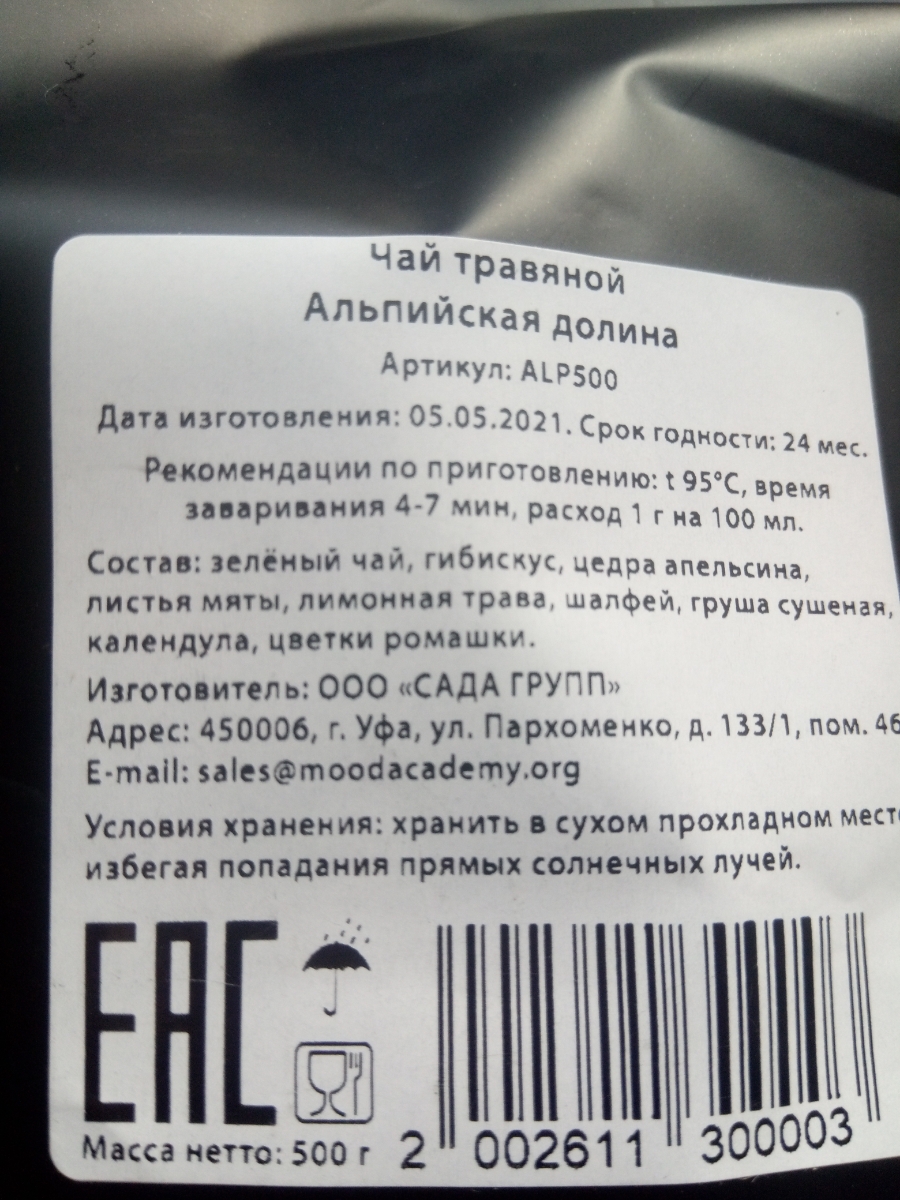 Чай травяной
Альпийская долина
Артикул: ALP500
Дата изготовления: 05.05.2021. Срок годности: 24 мес.
Рекомендации по приготовлению: t 95°C, время
заваривания 4-7 мин, расход 1 г на 100 мл.
Состав: зелёный чай, гибискус, цедра апельсина,
листья мяты, лимонная трава, шалфей, груша сушеная,
календула, цветки ромашки.
Изготовитель: ООО «САДА ГРУПП»
Адрес: 450006, г. Уфа, ул. Пархоменко, д. 133/1, пом. 46
E-mail: sales@moodacademy.org
Условия хранения: хранить в сухом прохладном мест
избегая попадания прямых солнечных лучей.
EAC
Масса нетто: 500 г
2 002611 300003